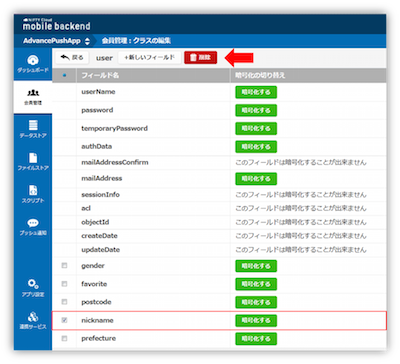 NIFTY Cloud
mobile backend
AdvancePushApp 会員管理：クラスの編集
ダッシュボード 戻る user +新しいフィールド 削除
フィールド名 暗号化の切り替え
会員管理 userName 暗号化する
password 暗号化する
データストア temporaryPassword 暗号化する
authData 暗号化する
ファイルストア mailAddressConfirm このフィールドは暗号化することが出来ません
mailAddress 暗号化する
スクリプト sessionInfo このフィールドは暗号化することが出来ません
acl このフィールドは暗号化することが出来ません
プッシュ通知 objectId このフィールドは暗号化することが出来ません
createDate このフィールドは暗号化することが出来ません
updateDate このフィールドは暗号化することが出来ません
gender 暗号化する
アプリ設定 favorite 暗号化する
postcode 暗号化する
連携サービス nickname 暗号化する
prefecture 暗号化する